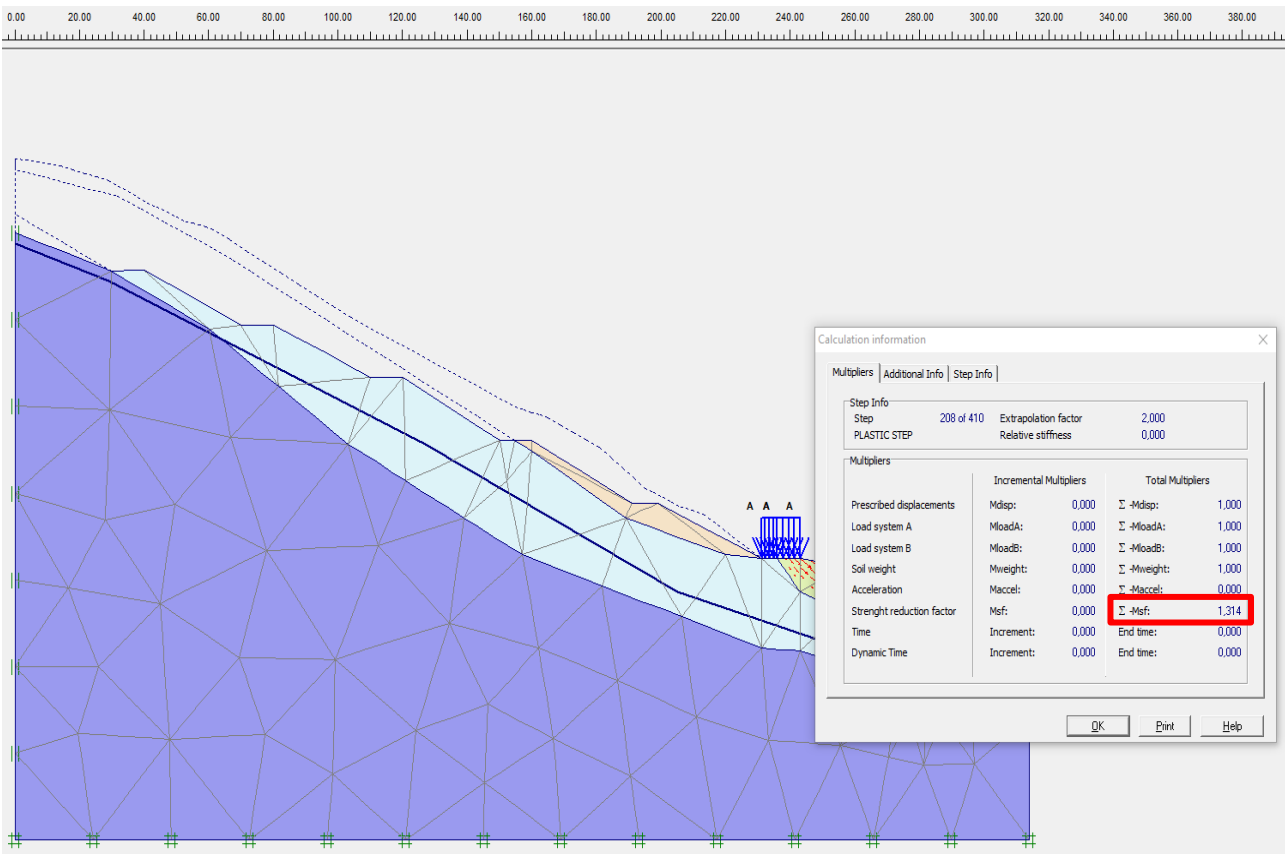 0.00 20.00 40.00 60.00 80.00 100.00 120.00 140.00 160.00 180.00 200.00 220.00 240.00 260.00 280.00 300.00 320.00 340.00 360.00 380.00
A A A
Calculation information
Multipliers Additional Info Step Info
Step Info
Step 208 of 410 Extrapolation factor 2,000
PLASTIC STEP Relative stiffness 0,000
Multipliers
Incremental Multipliers Total Multipliers
Prescribed displacements Mdisp: 0,000 Σ -Mdisp: 1,000
Load system A MloadA: 0,000 Σ -MloadA: 1,000
Load system B MloadB: 0,000 Σ -MloadB: 1,000
Soil weight Mweight: 0,000 Σ -Mweight: 1,000
Acceleration Maccel: 0,000 Σ -Maccel: 0,000
Strenght reduction factor Msf: 0,000 Σ -Msf: 1,314
Time Increment: 0,000 End time: 0,000
Dynamic Time Increment: 0,000 End time: 0,000
OK Print Help